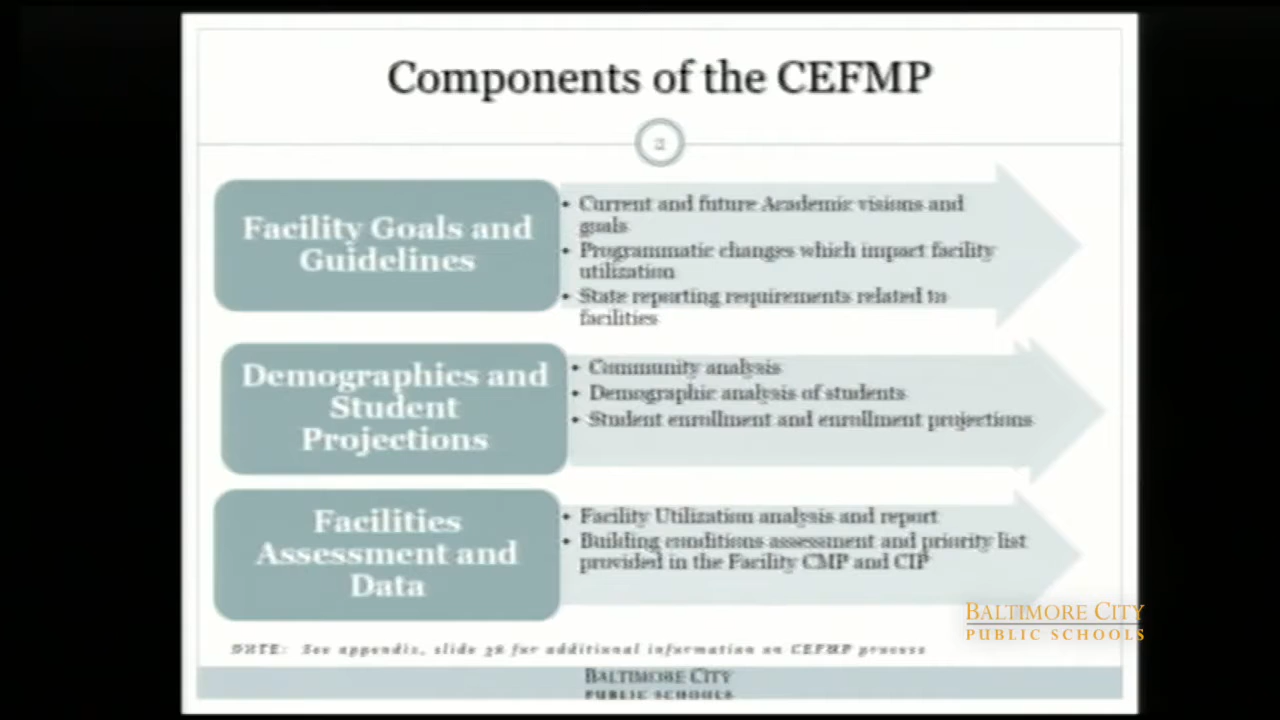 Components of the CEFMP
Facility Goals and
Guidelines
• Current and future Academic visions and
goals
• Programmatic changes which impact facility
utilization
• State reporting requirements related to
facilities
Demographics and
Student
Projections
• Community analysis
• Demographic analysis of students
• Student enrollment and enrollment projections
Facilities
Assessment and
Data
• Facility Utilization analysis and report
• Building conditions assessment and priority list
provided in the Facility CMP and CIP
NOTE: See appendix, slide for additional information on CEFMP process
BALTIMORE CITY
PUBLIC SCHOOLS
BALTIMORE CITY
PUBLIC SCHOOLS